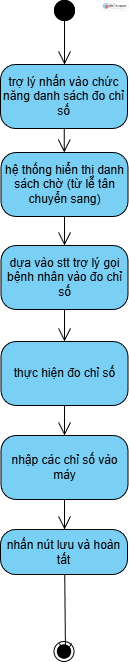 trợ lý nhấn vào chức
năng danh sách đo chỉ
số
hệ thống hiển thị danh
sách chờ (từ lễ tân
chuyển sang)
dựa vào stt trợ lý gọi
bệnh nhân vào đo chỉ
số
thực hiện đo chỉ số
nhập các chỉ số vào
máy
nhấn nút lưu và hoàn
tất